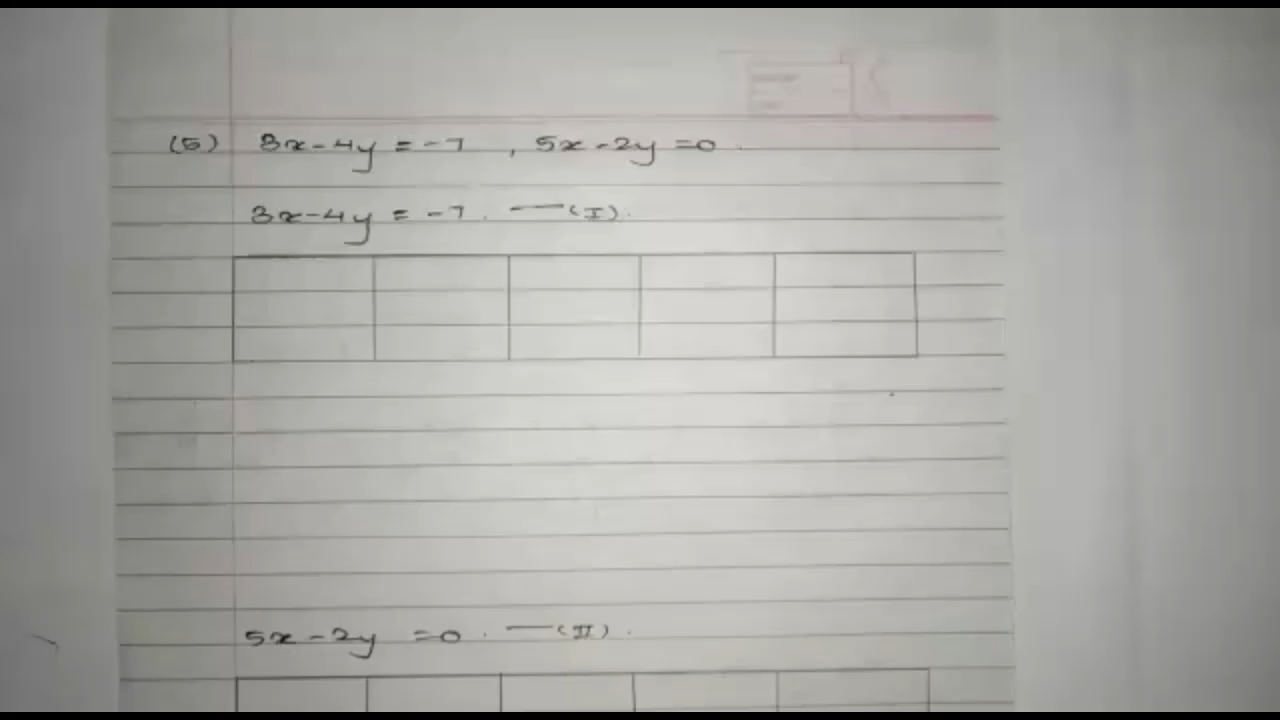 (5) 3x-4y = -7 , 5x-2y =0 .
3x-4y = -7 . —(I).
5x-2y =0 . —(II).